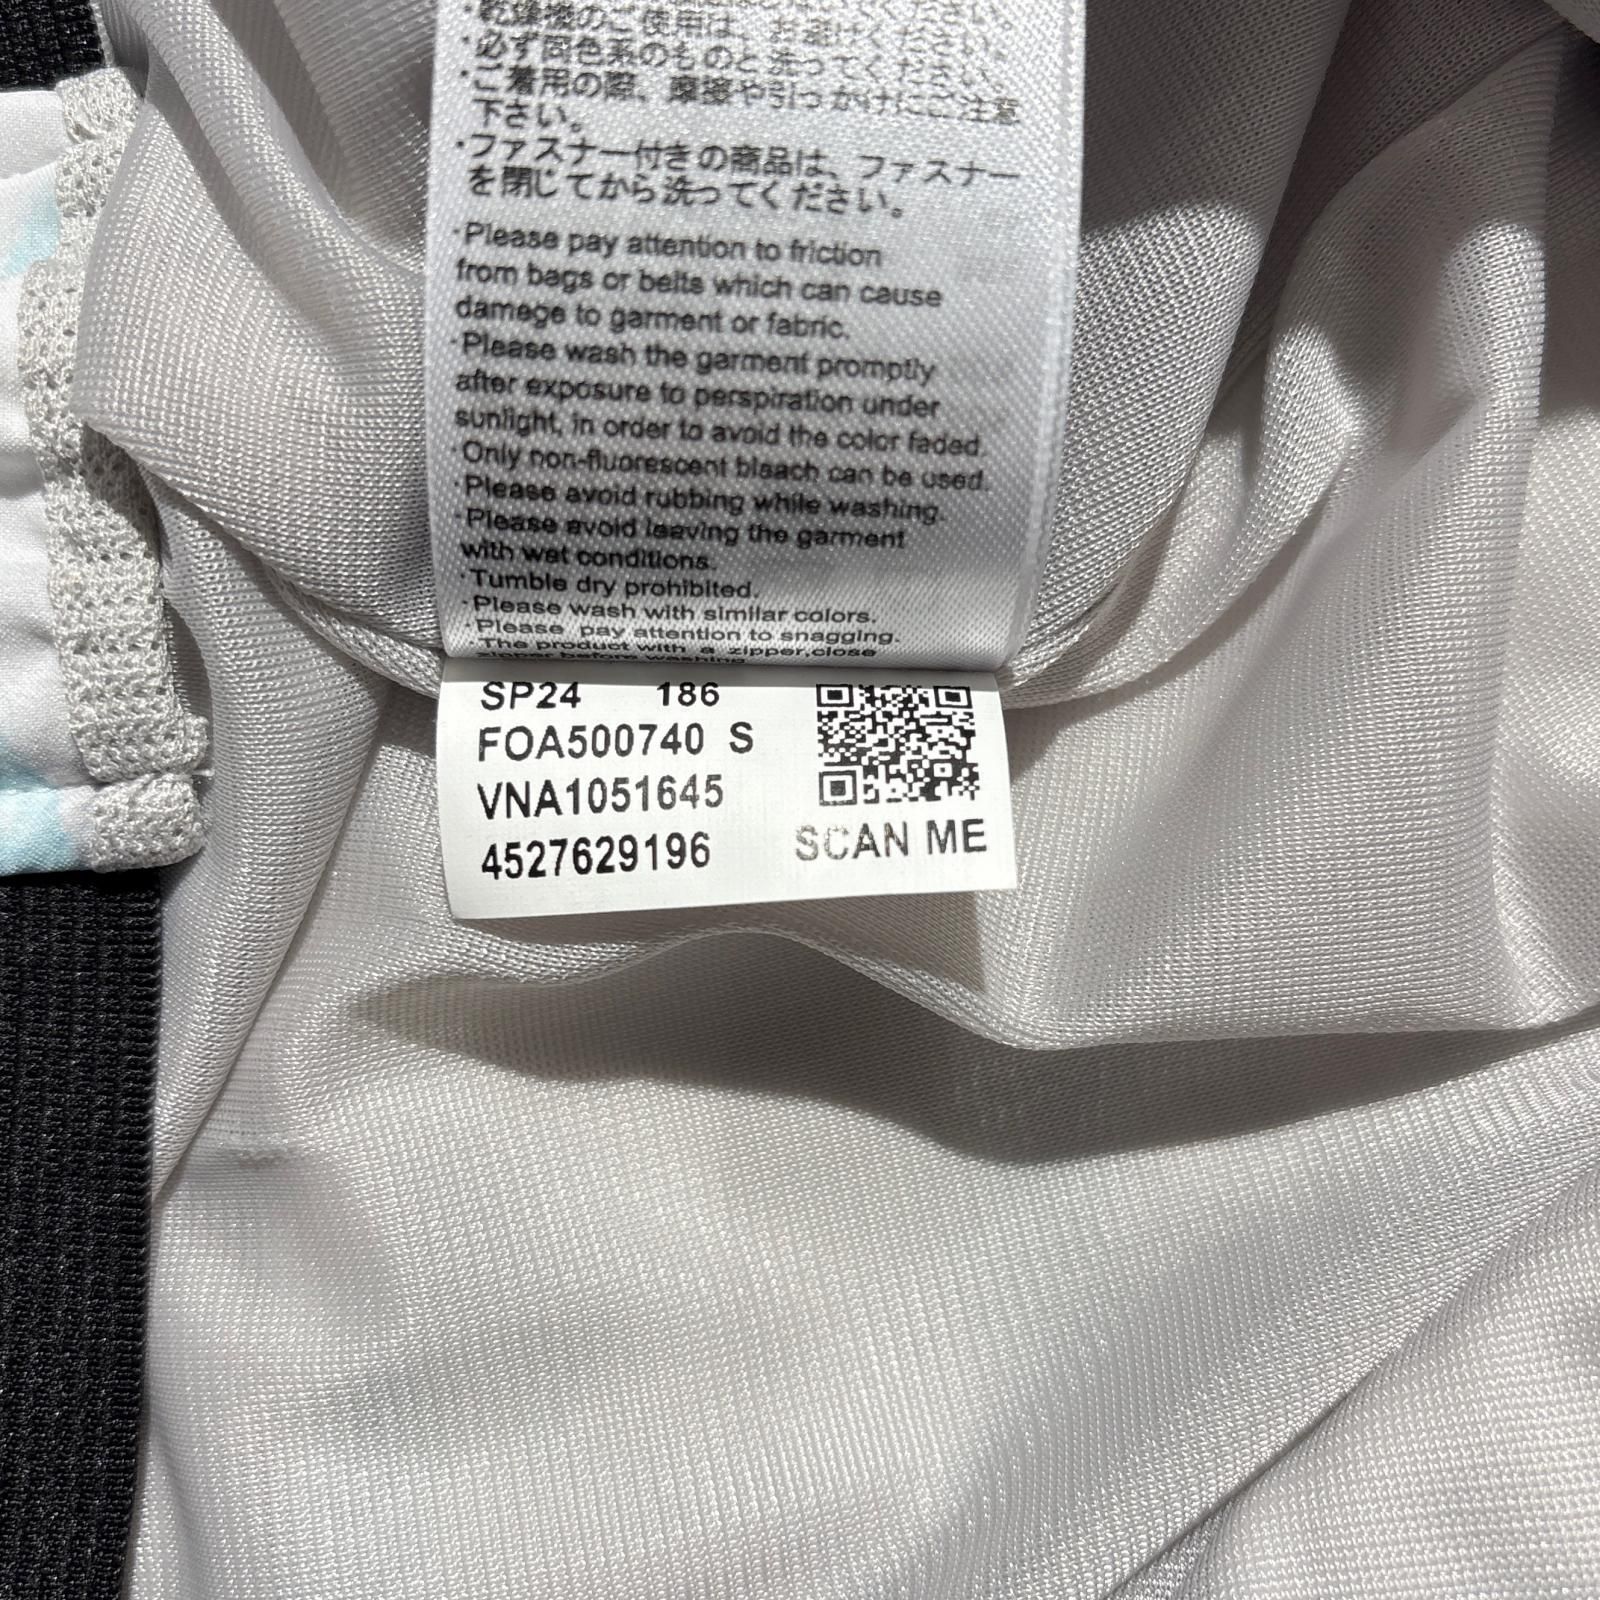 ・乾燥機のご使用は、お避けください。
・必ず同色系のものと洗ってください。
・ご着用の際、摩擦や引っかけにご注意
下さい。
・ファスナー付きの商品は、ファスナー
を閉じてから洗ってください。
·Please pay attention to friction
from bags or belts which can cause
damege to garment or fabric.
·Please wash the garment promptly
after exposure to perspiration under
sunlight, in order to avoid the color faded.
·Only non-fluorescent bleach can be used.
·Please avoid rubbing while washing.
·Please avoid leaving the garment
with wet conditions.
·Tumble dry prohibited.
·Please wash with similar colors.
·Please pay attention to snagging.
·The product with a zipper,close
zipper before washing
SP24 186
FOA500740 S
VNA1051645
4527629196
SCAN ME